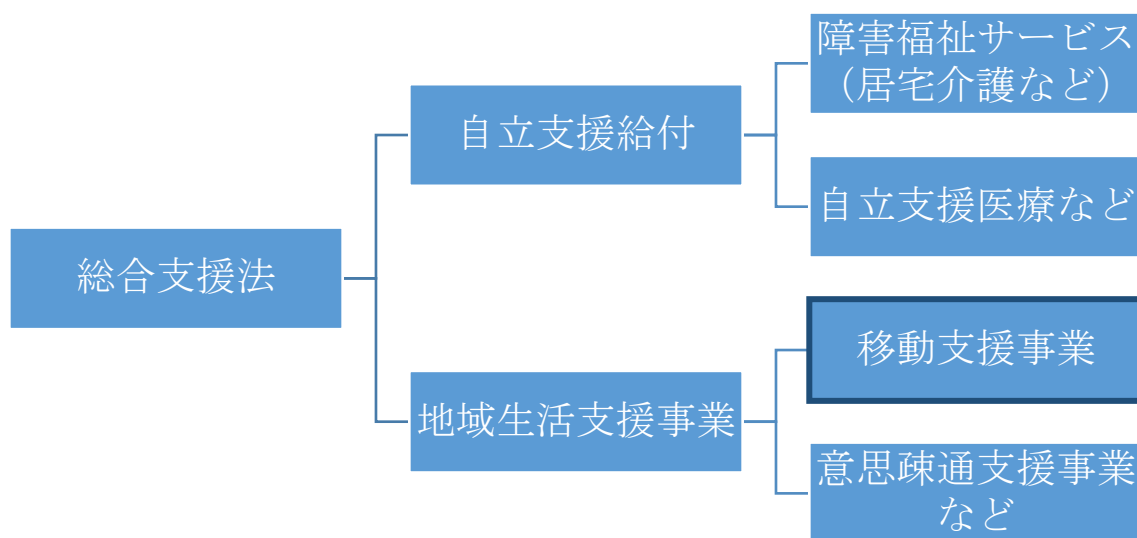 総合支援法
自立支援給付
障害福祉サービス
（居宅介護など）
自立支援医療など
地域生活支援事業
移動支援事業
意思疎通支援事業
など